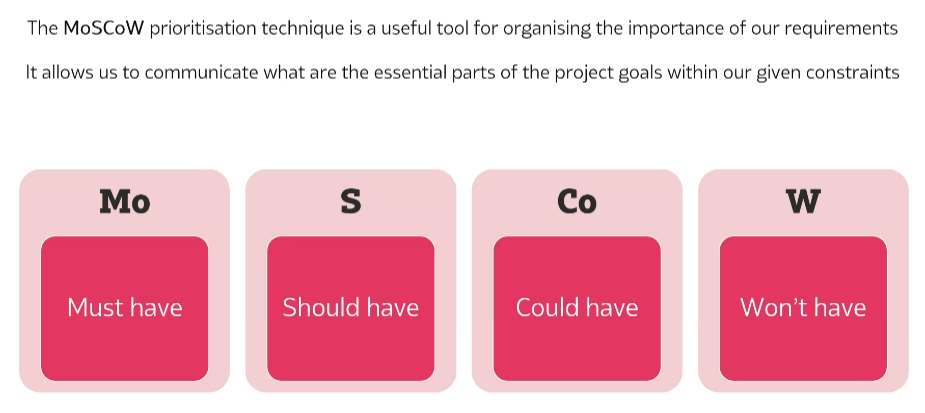 The MoSCoW prioritisation technique is a useful tool for organising the importance of our requirements
It allows us to communicate what are the essential parts of the project goals within our given constraints
Mo
S
Co
W
Must have
Should have
Could have
Won't have